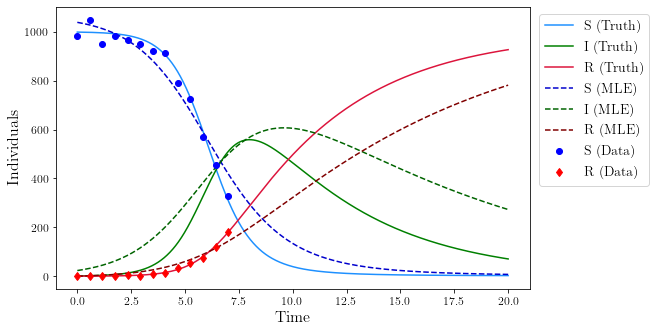 1000
800
600
400
200
0
Individuals
0.0 2.5 5.0 7.5 10.0 12.5 15.0 17.5 20.0
Time
S (Truth)
I (Truth)
R (Truth)
S (MLE)
I (MLE)
R (MLE)
S (Data)
R (Data)